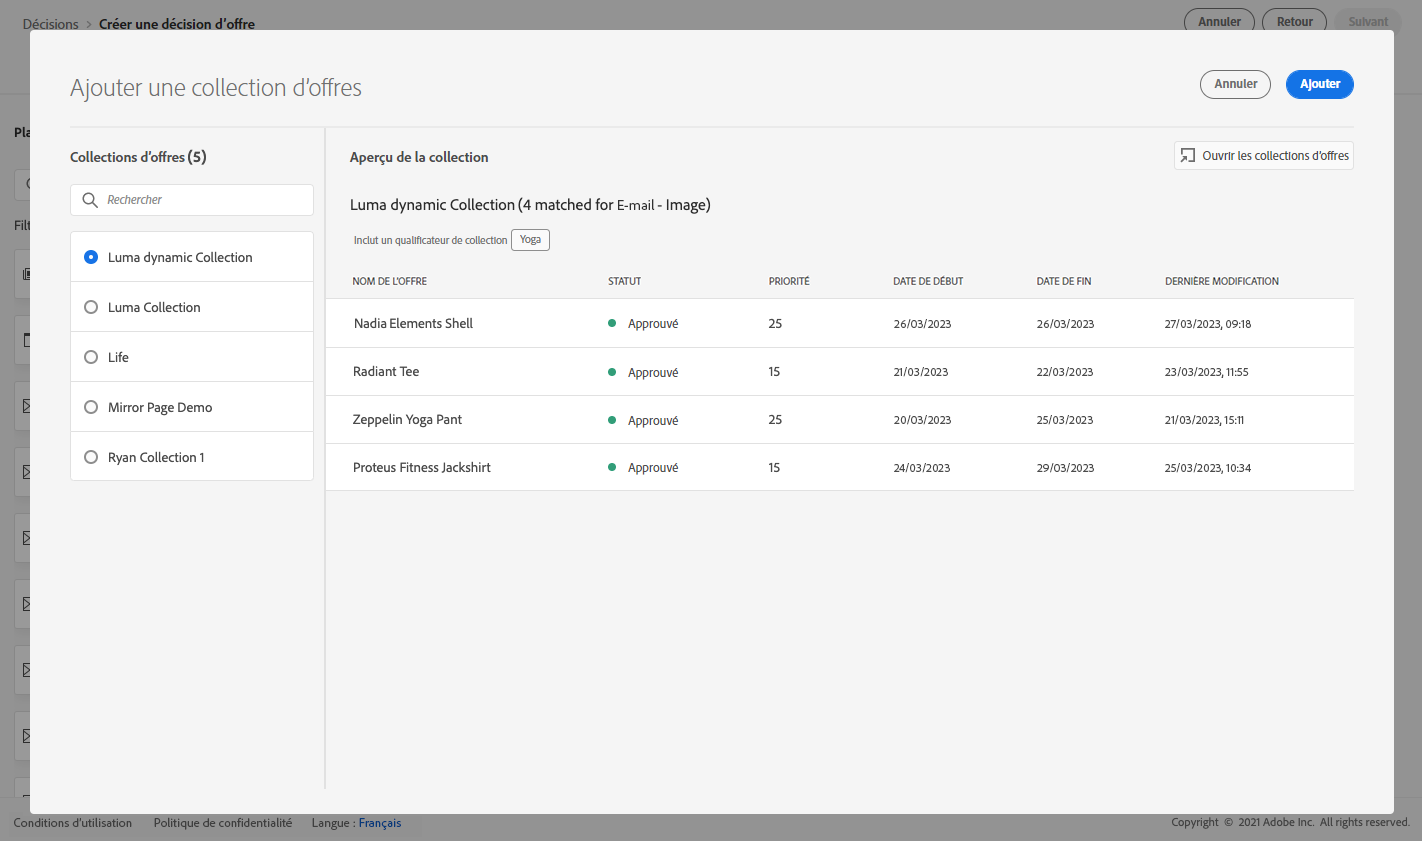 Décisions > Créer une décision d'offre
Annuler Retour Suivant
Ajouter une collection d'offres
Annuler Ajouter
Collections d'offres (5)
Rechercher
Luma dynamic Collection
Luma Collection
Life
Mirror Page Demo
Ryan Collection 1
Aperçu de la collection
Ouvrir les collections d'offres
Luma dynamic Collection (4 matched for E-mail - Image)
Inclut un qualificateur de collection Yoga
NOM DE L'OFFRE STATUT PRIORITÉ DATE DE DÉBUT DATE DE FIN DERNIÈRE MODIFICATION
Nadia Elements Shell Approuvé 25 26/03/2023 26/03/2023 27/03/2023, 09:18
Radiant Tee Approuvé 15 21/03/2023 22/03/2023 23/03/2023, 11:55
Zeppelin Yoga Pant Approuvé 25 20/03/2023 25/03/2023 21/03/2023, 15:11
Proteus Fitness Jackshirt Approuvé 15 24/03/2023 29/03/2023 25/03/2023, 10:34
Conditions d'utilisation Politique de confidentialité Langue : Français
Copyright © 2021 Adobe Inc. All rights reserved.